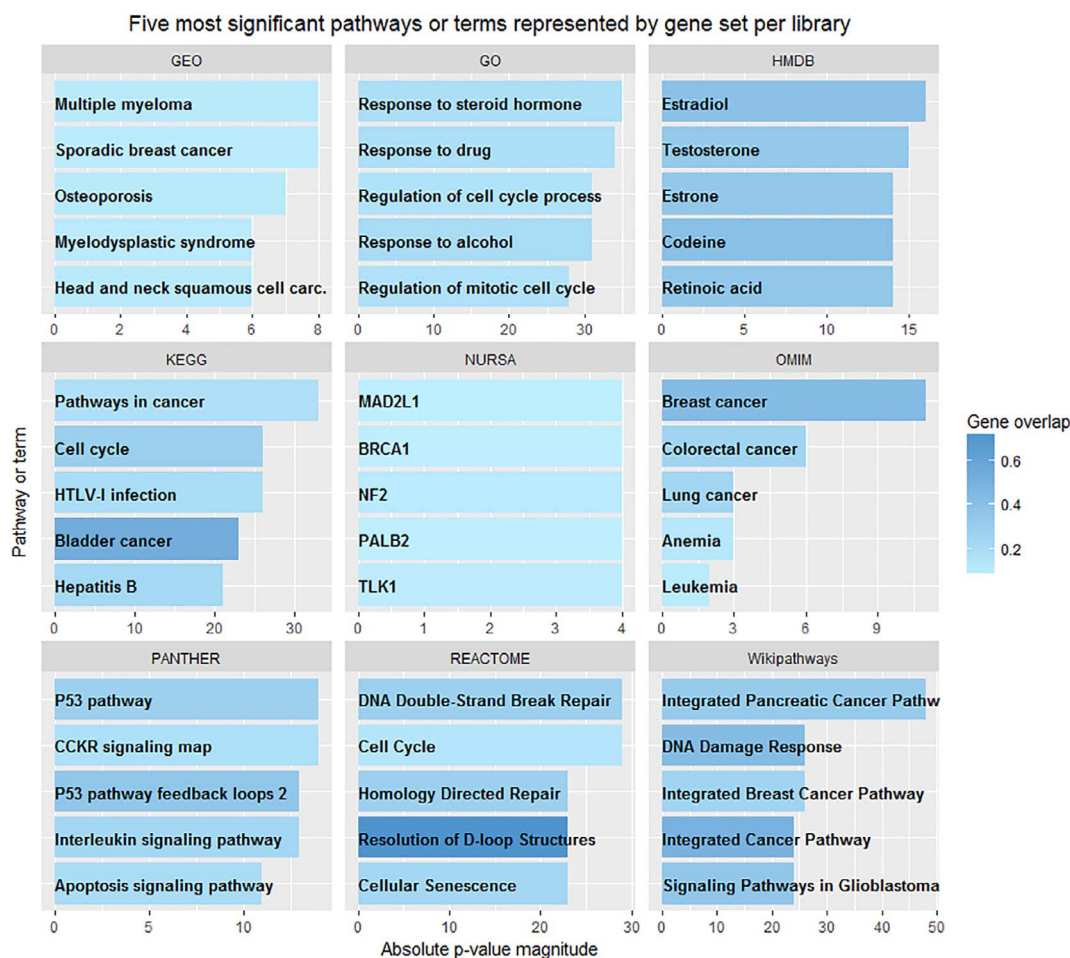 Five most significant pathways or terms represented by gene set per library
GEO
Multiple myeloma
Sporadic breast cancer
Osteoporosis
Myelodysplastic syndrome
Head and neck squamous cell carc.
0 2 4 6 8
GO
Response to steroid hormone
Response to drug
Regulation of cell cycle process
Response to alcohol
Regulation of mitotic cell cycle
0 10 20 30
HMDB
Estradiol
Testosterone
Estrone
Codeine
Retinoic acid
0 5 10 15
KEGG
Pathways in cancer
Cell cycle
HTLV-I infection
Bladder cancer
Hepatitis B
0 10 20 30
NURSA
MAD2L1
BRCA1
NF2
PALB2
TLK1
0 1 2 3 4
OMIM
Breast cancer
Colorectal cancer
Lung cancer
Anemia
Leukemia
0 3 6 9
PANTHER
P53 pathway
CCKR signaling map
P53 pathway feedback loops 2
Interleukin signaling pathway
Apoptosis signaling pathway
0 5 10
REACTOME
DNA Double-Strand Break Repair
Cell Cycle
Homology Directed Repair
Resolution of D-loop Structures
Cellular Senescence
0 10 20 30
Wikipathways
Integrated Pancreatic Cancer Pathw
DNA Damage Response
Integrated Breast Cancer Pathway
Integrated Cancer Pathway
Signaling Pathways in Glioblastoma
0 10 20 30 40 50
Pathway or term
Absolute p-value magnitude
Gene overlap
0.6
0.4
0.2